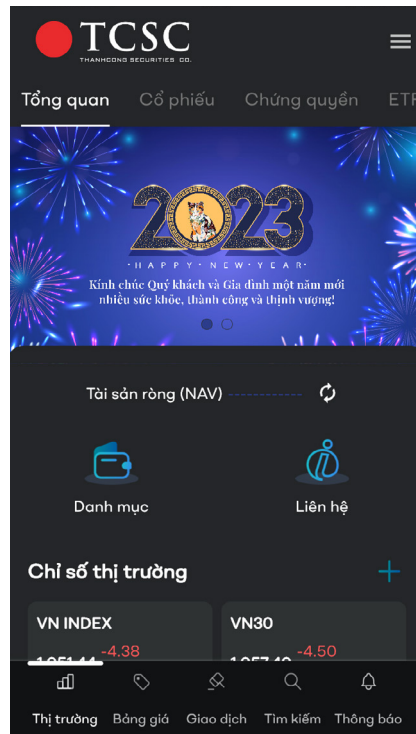 TCSC
THANHCONG SECURITIES CO.
Tổng quan Cổ phiếu Chứng quyền ETF
2023
·HAPPY·NEW·YEAR·
Kính chúc Quý khách và Gia đình một năm mới
nhiều sức khỏe, thành công và thịnh vượng!
Tài sản ròng (NAV) -----------
Danh mục Liên hệ
Chỉ số thị trường
VN INDEX VN30
-4.38 -4.50
Thị trường Bảng giá Giao dịch Tìm kiếm Thông báo